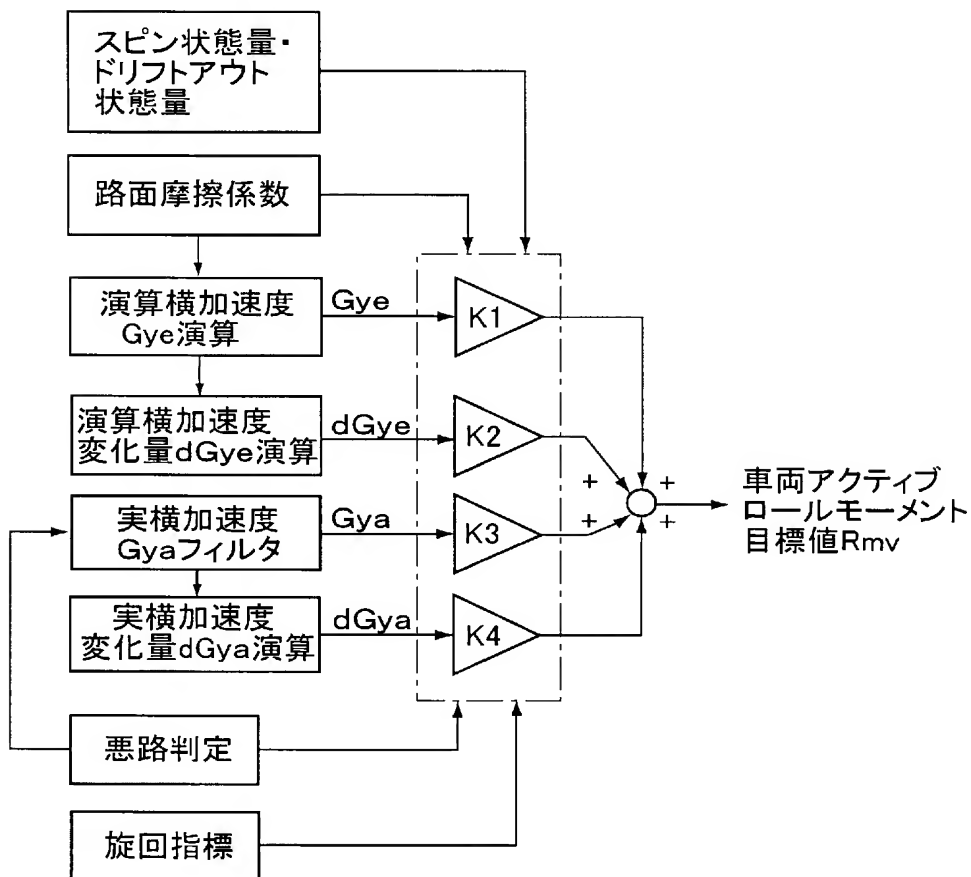 スピン状態量・
ドリフトアウト
状態量
路面摩擦係数
演算横加速度
Gye演算
Gye
K1
演算横加速度
変化量dGye演算
dGye
K2
実横加速度
Gyaフィルタ
Gya
K3
実横加速度
変化量dGya演算
dGya
K4
+
+
+
+
車両アクティブ
ロールモーメント
目標値Rmv
悪路判定
旋回指標